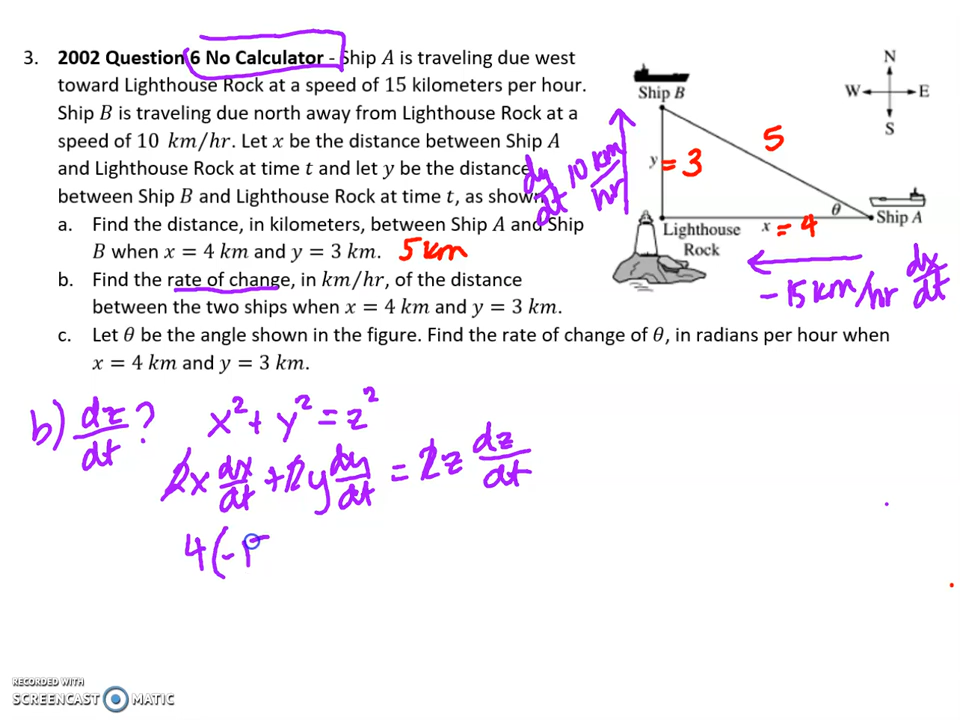 3. 2002 Question 6 No Calculator - Ship A is traveling due west
toward Lighthouse Rock at a speed of 15 kilometers per hour.
Ship B is traveling due north away from Lighthouse Rock at a
speed of 10 km/hr. Let x be the distance between Ship A
and Lighthouse Rock at time t and let y be the distance
between Ship B and Lighthouse Rock at time t, as shown.
a. Find the distance, in kilometers, between Ship A and Ship
B when x = 4 km and y = 3 km. 5 km
b. Find the rate of change, in km/hr, of the distance
between the two ships when x = 4 km and y = 3 km.
c. Let θ be the angle shown in the figure. Find the rate of change of θ, in radians per hour when
x = 4 km and y = 3 km.
Ship B
N
W E
S
5
y = 3
dy/dt 10 km/hr
θ
Ship A
Lighthouse
Rock
x = 4
-15 km/hr dx/dt
b) dz/dt ? x² + y² = z²
2x dx/dt + 2y dy/dt = 2z dz/dt
4(-15
RECORDED WITH
SCREENCAST MATIC